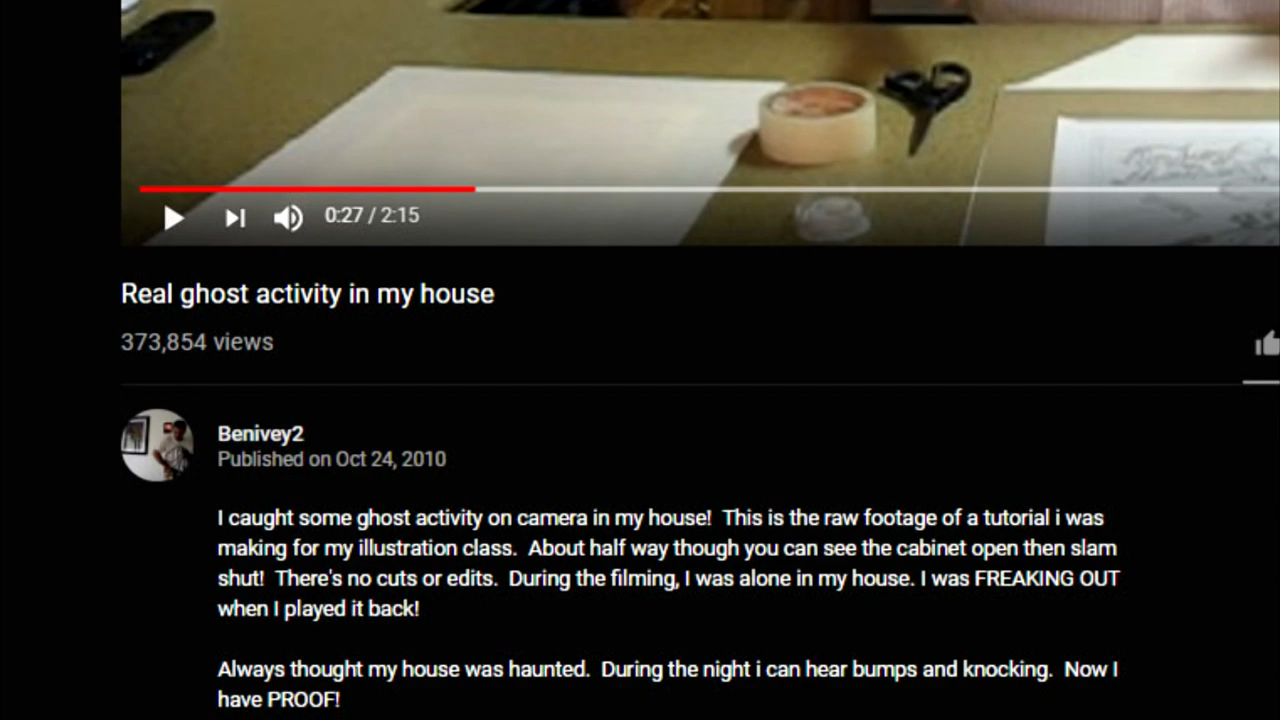 0:27 / 2:15
Real ghost activity in my house
373,854 views
Benivey2
Published on Oct 24, 2010
I caught some ghost activity on camera in my house!  This is the raw footage of a tutorial i was
making for my illustration class.  About half way though you can see the cabinet open then slam
shut!  There's no cuts or edits.  During the filming, I was alone in my house. I was FREAKING OUT
when I played it back!
Always thought my house was haunted.  During the night i can hear bumps and knocking.  Now I
have PROOF!